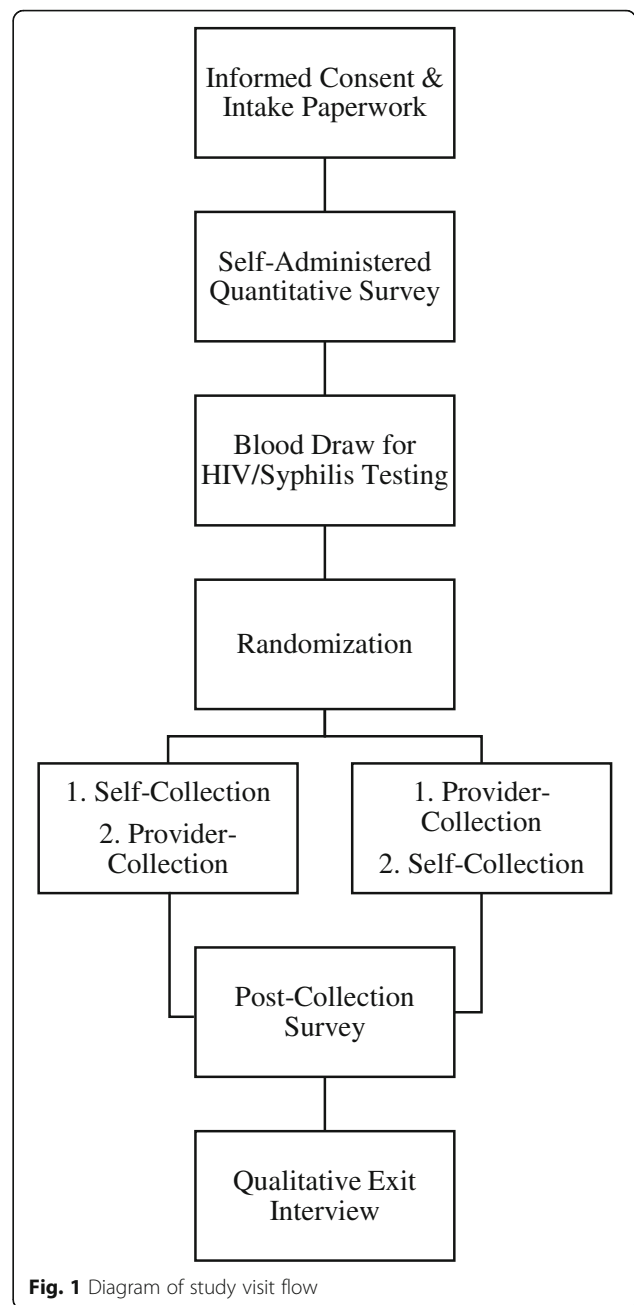 Informed Consent &
Intake Paperwork
Self-Administered
Quantitative Survey
Blood Draw for
HIV/Syphilis Testing
Randomization
1. Self-Collection
2. Provider-
Collection
1. Provider-
Collection
2. Self-Collection
Post-Collection
Survey
Qualitative Exit
Interview
Fig. 1 Diagram of study visit flow